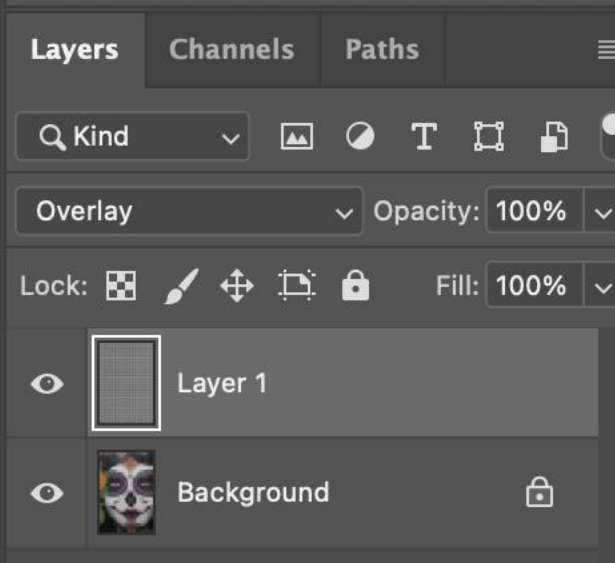 Layers Channels Paths
Kind T
Overlay Opacity: 100%
Lock: Fill: 100%
Layer 1
Background